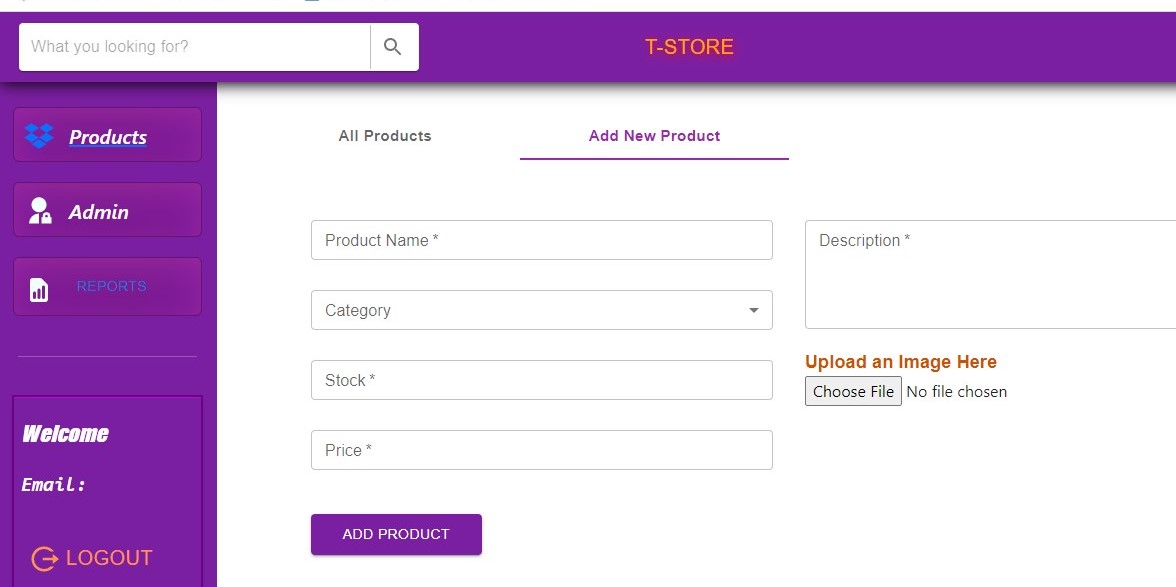 What you looking for?
T-STORE
Products
Admin
REPORTS
Welcome
Email:
LOGOUT
All Products
Add New Product
Product Name *
Category
Stock *
Price *
ADD PRODUCT
Description *
Upload an Image Here
Choose File No file chosen